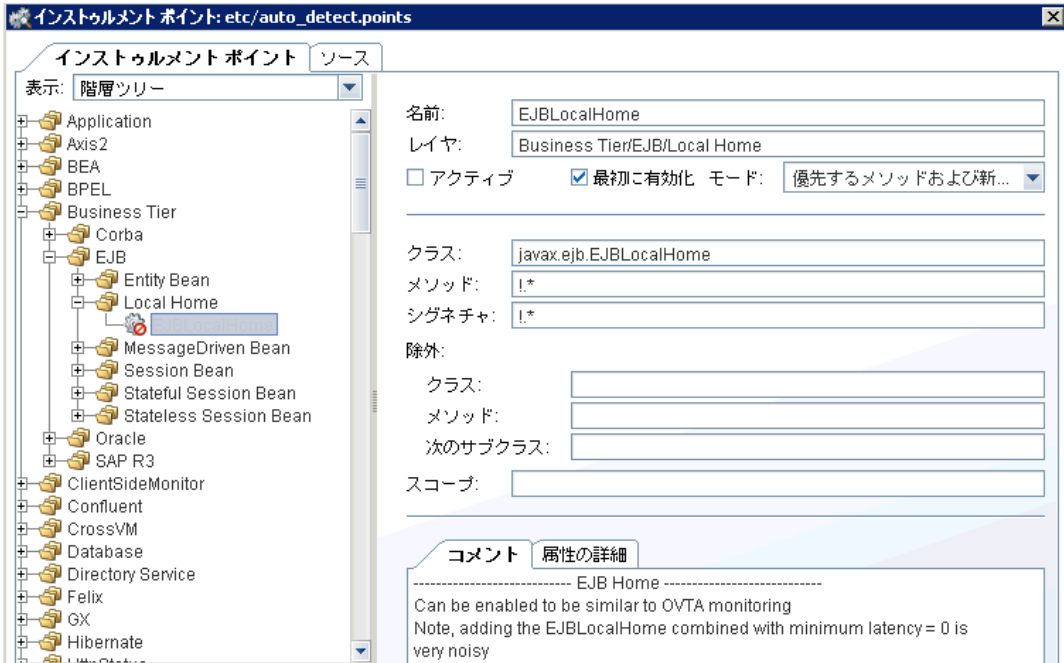 インストゥルメント ポイント: etc/auto_detect.points
インストゥルメント ポイント
ソース
表示: 階層ツリー
Application
Axis2
BEA
BPEL
Business Tier
Corba
EJB
Entity Bean
Local Home
EJBLocalHome
MessageDriven Bean
Session Bean
Stateful Session Bean
Stateless Session Bean
Oracle
SAP R3
ClientSideMonitor
Confluent
CrossVM
Database
Directory Service
Felix
GX
Hibernate
HttpStatus
名前: EJBLocalHome
レイヤ: Business Tier/EJB/Local Home
アクティブ 最初に有効化 モード: 優先するメソッドおよび新...
クラス: javax.ejb.EJBLocalHome
メソッド: !.*
シグネチャ: !.*
除外:
クラス:
メソッド:
次のサブクラス:
スコープ:
コメント
属性の詳細
---------------------------- EJB Home ----------------------------
Can be enabled to be similar to OVTA monitoring
Note, adding the EJBLocalHome combined with minimum latency = 0 is
very noisy